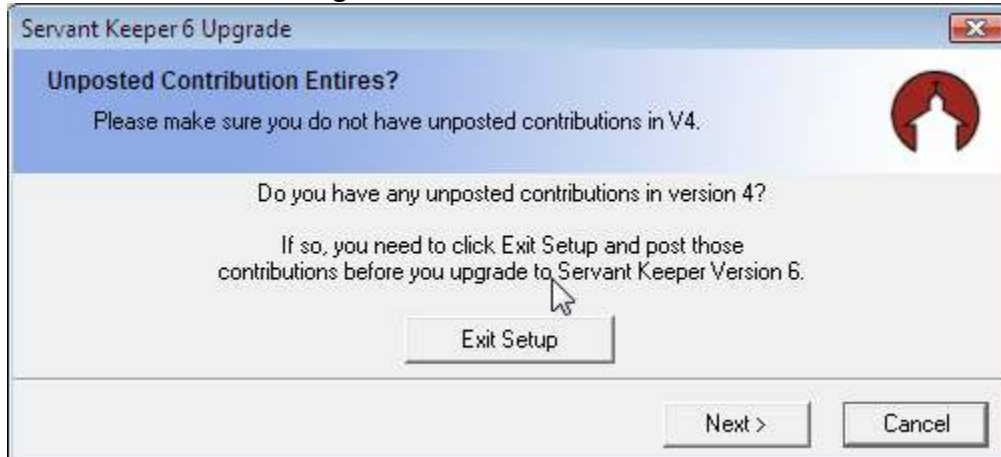 Servant Keeper 6 Upgrade
Unposted Contribution Entires?
Please make sure you do not have unposted contributions in V4.
Do you have any unposted contributions in version 4?
If so, you need to click Exit Setup and post those
contributions before you upgrade to Servant Keeper Version 6.
Exit Setup
Next >
Cancel